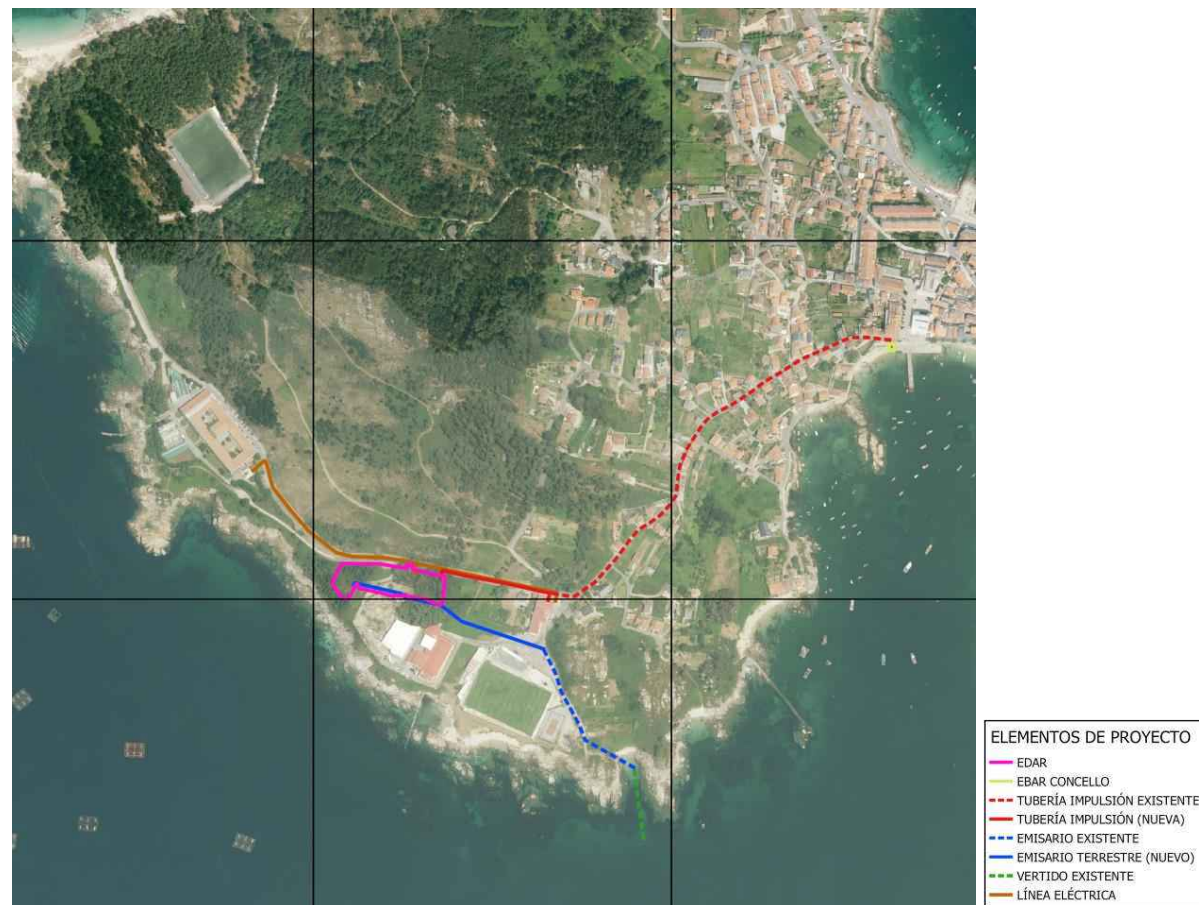 ELEMENTOS DE PROYECTO
EDAR
EBAR CONCELLO
TUBERÍA IMPULSIÓN EXISTENTE
TUBERÍA IMPULSIÓN (NUEVA)
EMISARIO EXISTENTE
EMISARIO TERRESTRE (NUEVO)
VERTIDO EXISTENTE
LÍNEA ELÉCTRICA